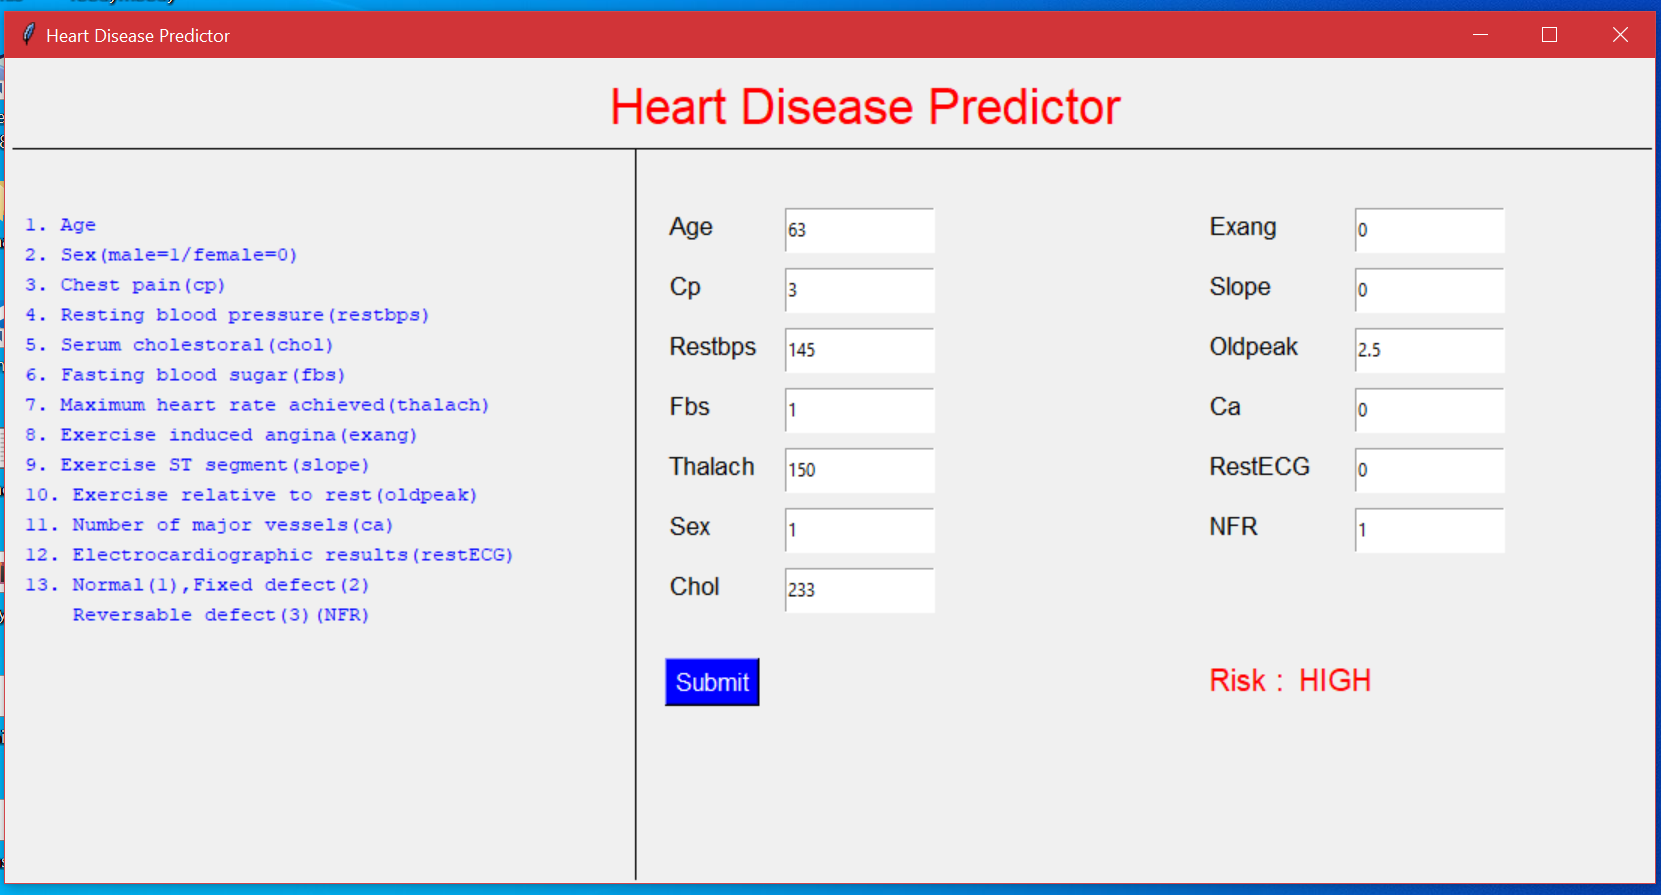 Heart Disease Predictor
Heart Disease Predictor
1. Age
2. Sex(male=1/female=0)
3. Chest pain(cp)
4. Resting blood pressure(restbps)
5. Serum cholestoral(chol)
6. Fasting blood sugar(fbs)
7. Maximum heart rate achieved(thalach)
8. Exercise induced angina(exang)
9. Exercise ST segment(slope)
10. Exercise relative to rest(oldpeak)
11. Number of major vessels(ca)
12. Electrocardiographic results(restECG)
13. Normal(1),Fixed defect(2)
Reversable defect(3)(NFR)
Age 63
Cp 3
Restbps 145
Fbs 1
Thalach 150
Sex 1
Chol 233
Submit
Exang 0
Slope 0
Oldpeak 2.5
Ca 0
RestECG 0
NFR 1
Risk : HIGH